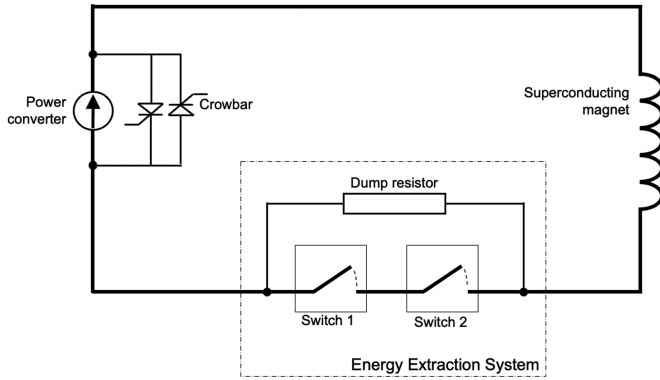 Power
converter
Crowbar
Superconducting
magnet
Dump resistor
Switch 1
Switch 2
Energy Extraction System